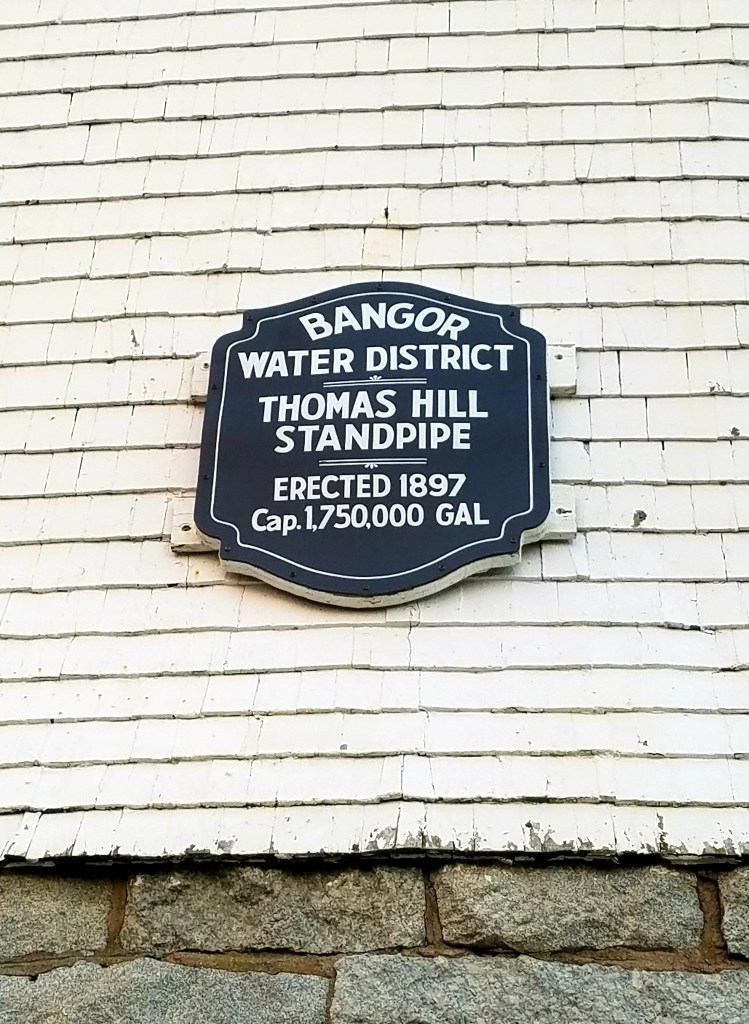 BANGOR
WATER DISTRICT
THOMAS HILL
STANDPIPE
ERECTED 1897
Cap. 1,750,000 GAL